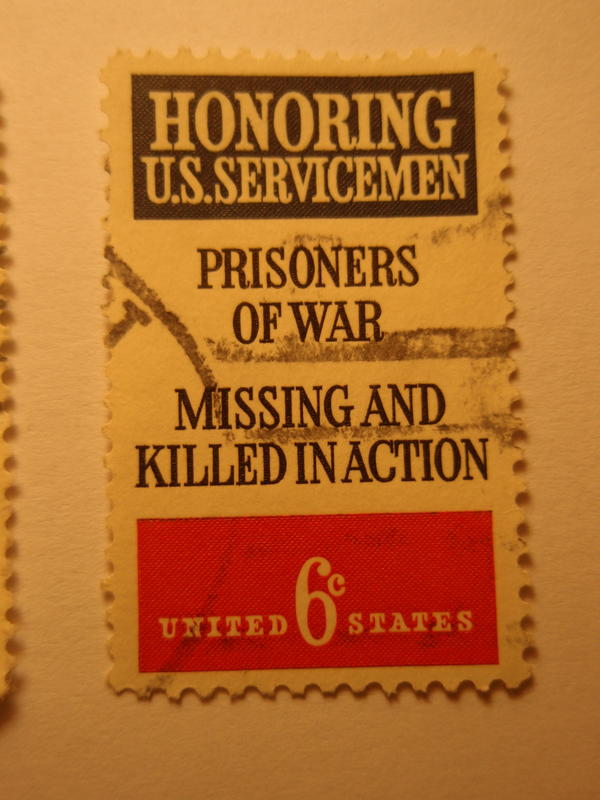 HONORING
U.S. SERVICEMEN
PRISONERS
OF WAR
MISSING AND
KILLED IN ACTION
UNITED 6c STATES